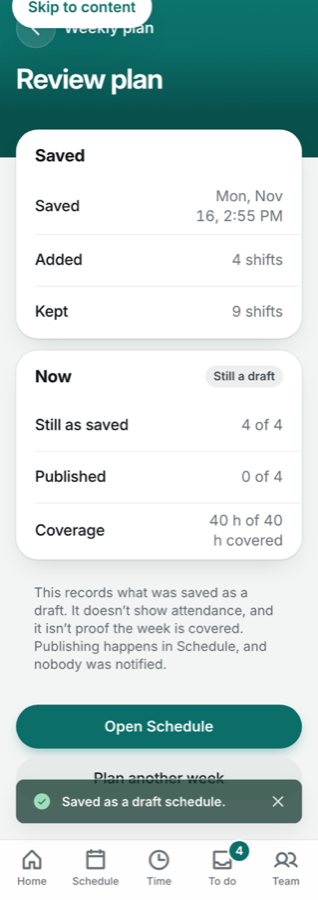 Skip to content
Weekly plan
Review plan
Saved
Saved
Mon, Nov
16, 2:55 PM
Added
4 shifts
Kept
9 shifts
Now
Still a draft
Still as saved
4 of 4
Published
0 of 4
Coverage
40 h of 40
h covered
This records what was saved as a
draft. It doesn't show attendance, and
it isn't proof the week is covered.
Publishing happens in Schedule, and
nobody was notified.
Open Schedule
Plan another week
Saved as a draft schedule.
4
Home
Schedule
Time
To do
Team